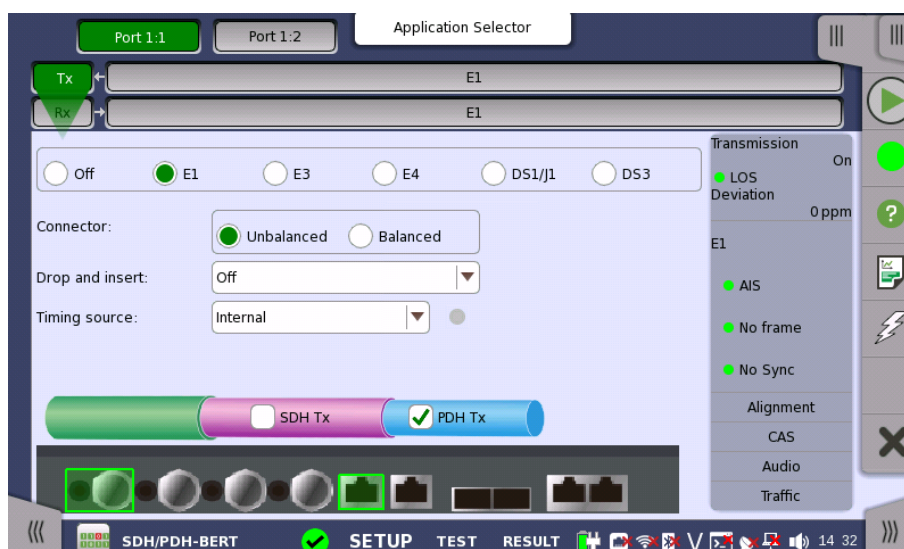 Port 1:1 Port 1:2 Application Selector
Tx E1
Rx E1
Off E1 E3 E4 DS1/J1 DS3
Connector: Unbalanced Balanced
Drop and insert: Off
Timing source: Internal
SDH Tx PDH Tx
Transmission
On
LOS
Deviation
0 ppm
E1
AIS
No frame
No Sync
Alignment
CAS
Audio
Traffic
SDH/PDH-BERT SETUP TEST RESULT 14 32